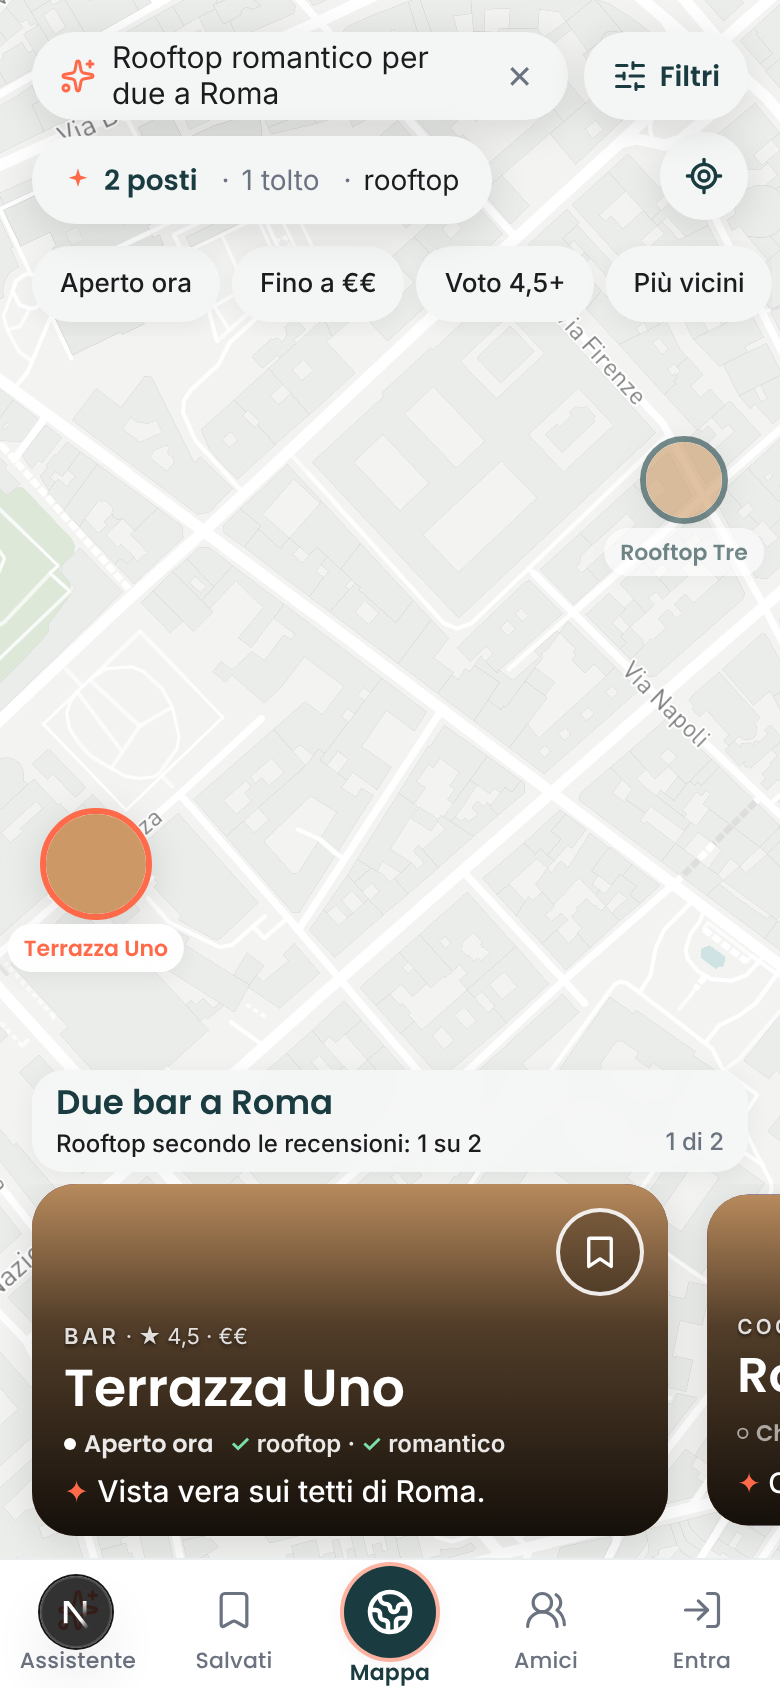 Rooftop romantico per
due a Roma
Filtri
Via
2 posti · 1 tolto · rooftop
Aperto ora
Fino a €€
Voto 4,5+
Più vicini
Via Firenze
Rooftop Tre
Via Napoli
Terrazza Uno
Due bar a Roma
Rooftop secondo le recensioni: 1 su 2
1 di 2
BAR · ★ 4,5 · €€
Terrazza Uno
Aperto ora ✓ rooftop · ✓ romantico
Vista vera sui tetti di Roma.
N
Assistente
Salvati
Mappa
Amici
Entra